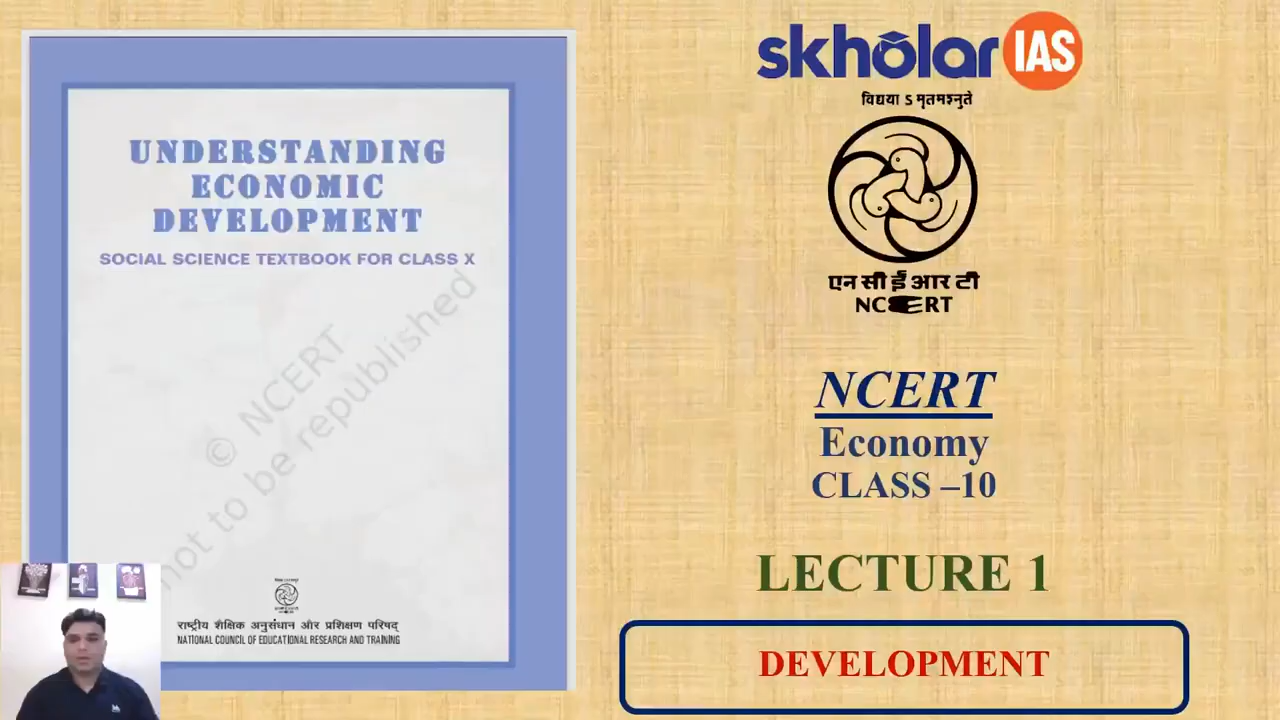 UNDERSTANDING
ECONOMIC
DEVELOPMENT
SOCIAL SCIENCE TEXTBOOK FOR CLASS X
© NCERT
not to be republished
राष्ट्रीय शैक्षिक अनुसंधान और प्रशिक्षण परिषद्
NATIONAL COUNCIL OF EDUCATIONAL RESEARCH AND TRAINING
skholar IAS
विद्यया ऽ मृतमश्नुते
एन सी ई आर टी
NCERT
NCERT
Economy
CLASS –10
LECTURE 1
DEVELOPMENT